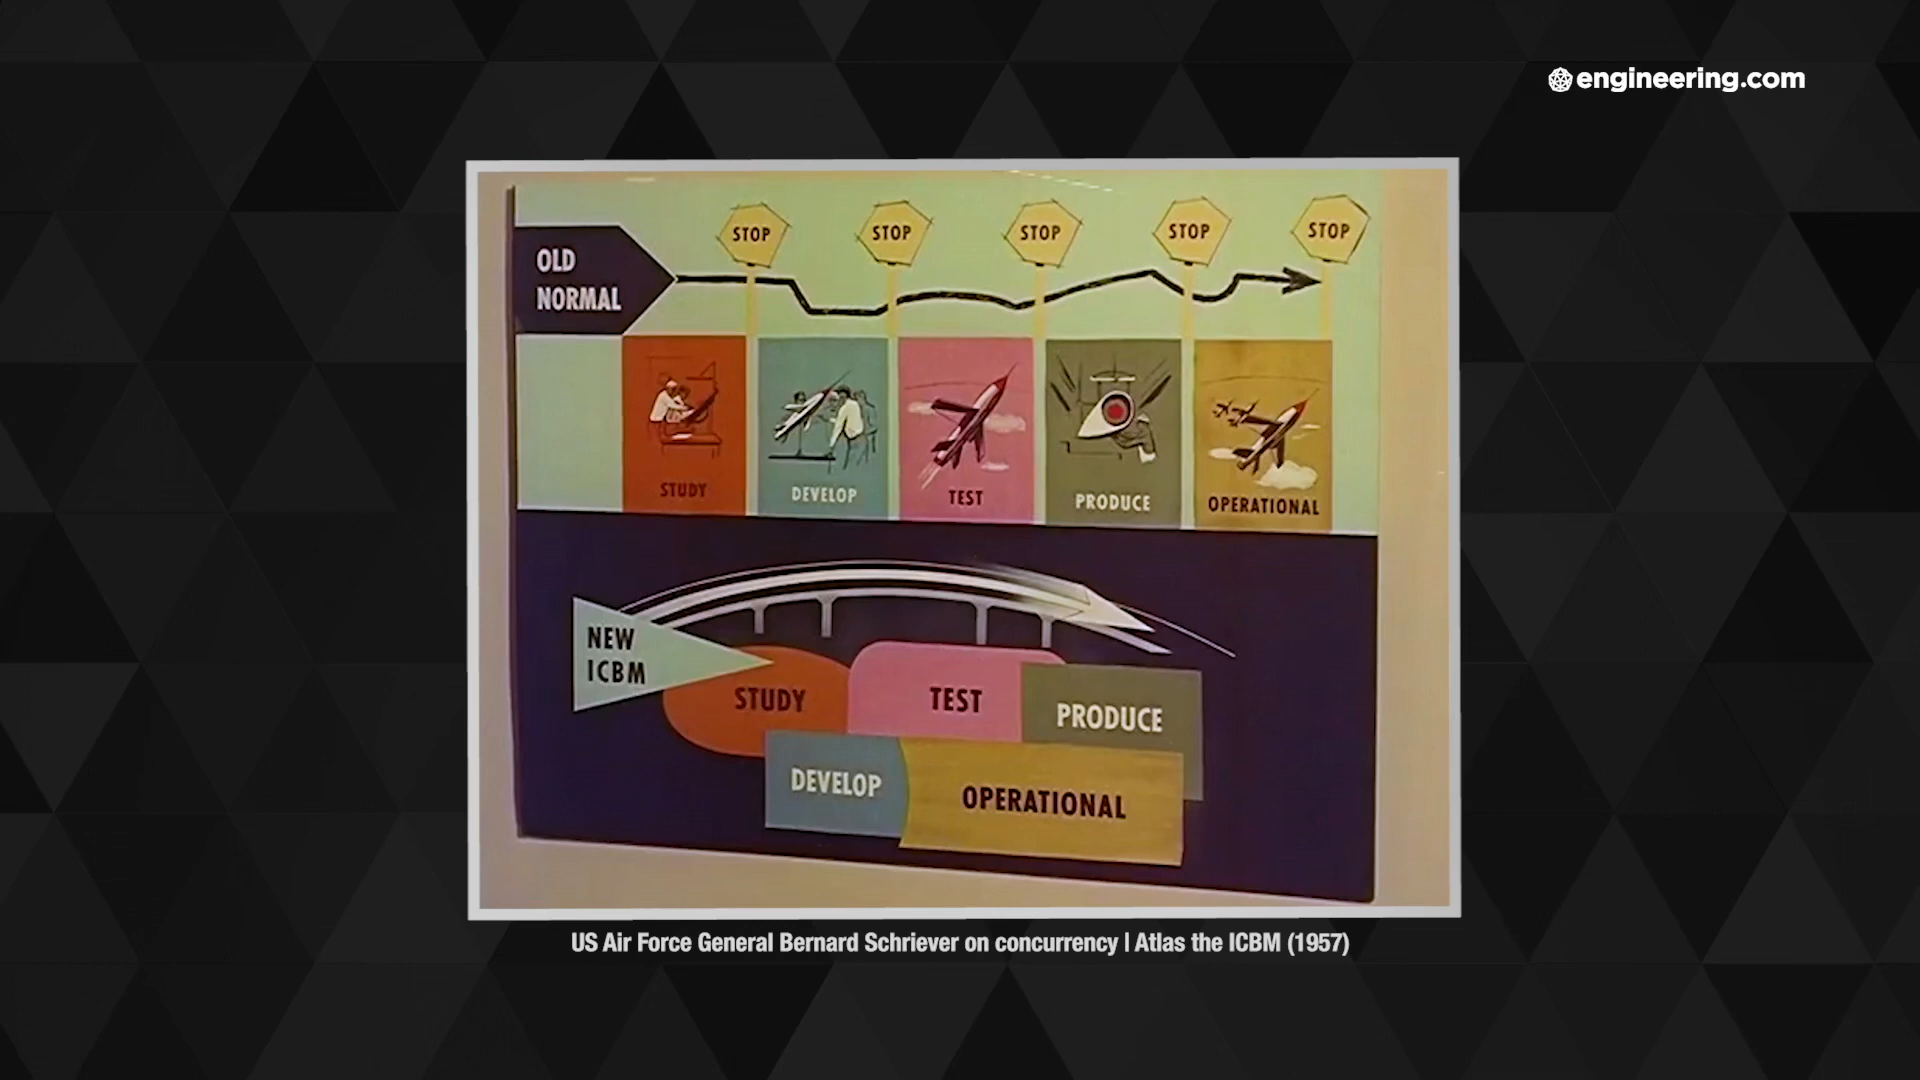 engineering.com
STOP STOP STOP STOP STOP
OLD
NORMAL
STUDY DEVELOP TEST PRODUCE OPERATIONAL
NEW
ICBM
STUDY TEST PRODUCE
DEVELOP OPERATIONAL
US Air Force General Bernard Schriever on concurrency | Atlas the ICBM (1957)